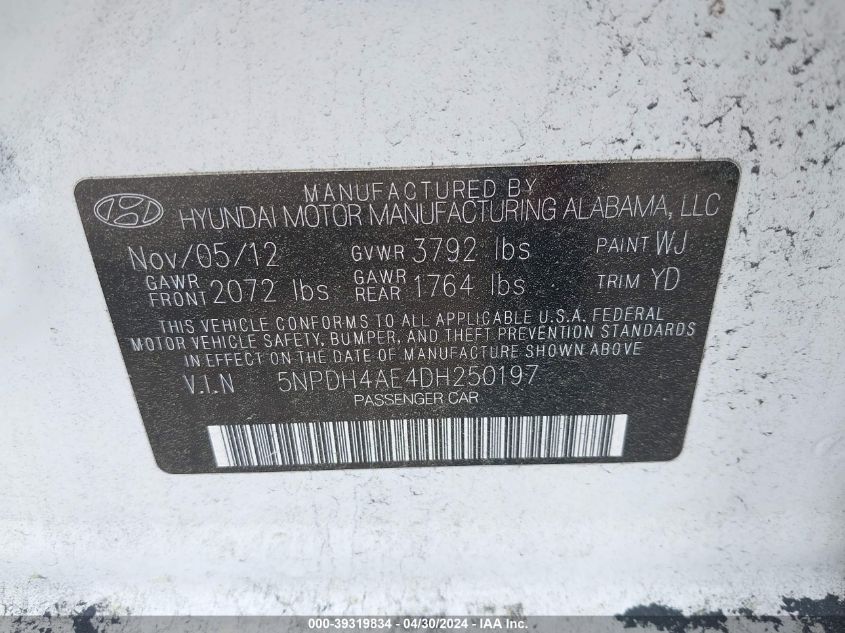 MANUFACTURED BY
HYUNDAI MOTOR MANUFACTURING ALABAMA, LLC
Nov/05/12 GVWR 3792 lbs PAINT WJ
GAWR FRONT 2072 lbs GAWR REAR 1764 lbs TRIM YD
THIS VEHICLE CONFORMS TO ALL APPLICABLE U.S.A. FEDERAL
MOTOR VEHICLE SAFETY, BUMPER, AND THEFT PREVENTION STANDARDS
IN EFFECT ON THE DATE OF MANUFACTURE SHOWN ABOVE
V.I.N 5NPDH4AE4DH250197
PASSENGER CAR
000-39319834 - 04/30/2024 - 1750008797